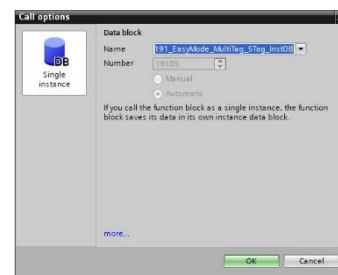 Call options
Data block
Name 191_EasyMode_MultiTag_5Tag_InstDB
Number 19105
Manual
Automatic
DB
Single
instance
If you call the function block as a single instance, the function
block saves its data in its own instance data block.
more...
OK Cancel